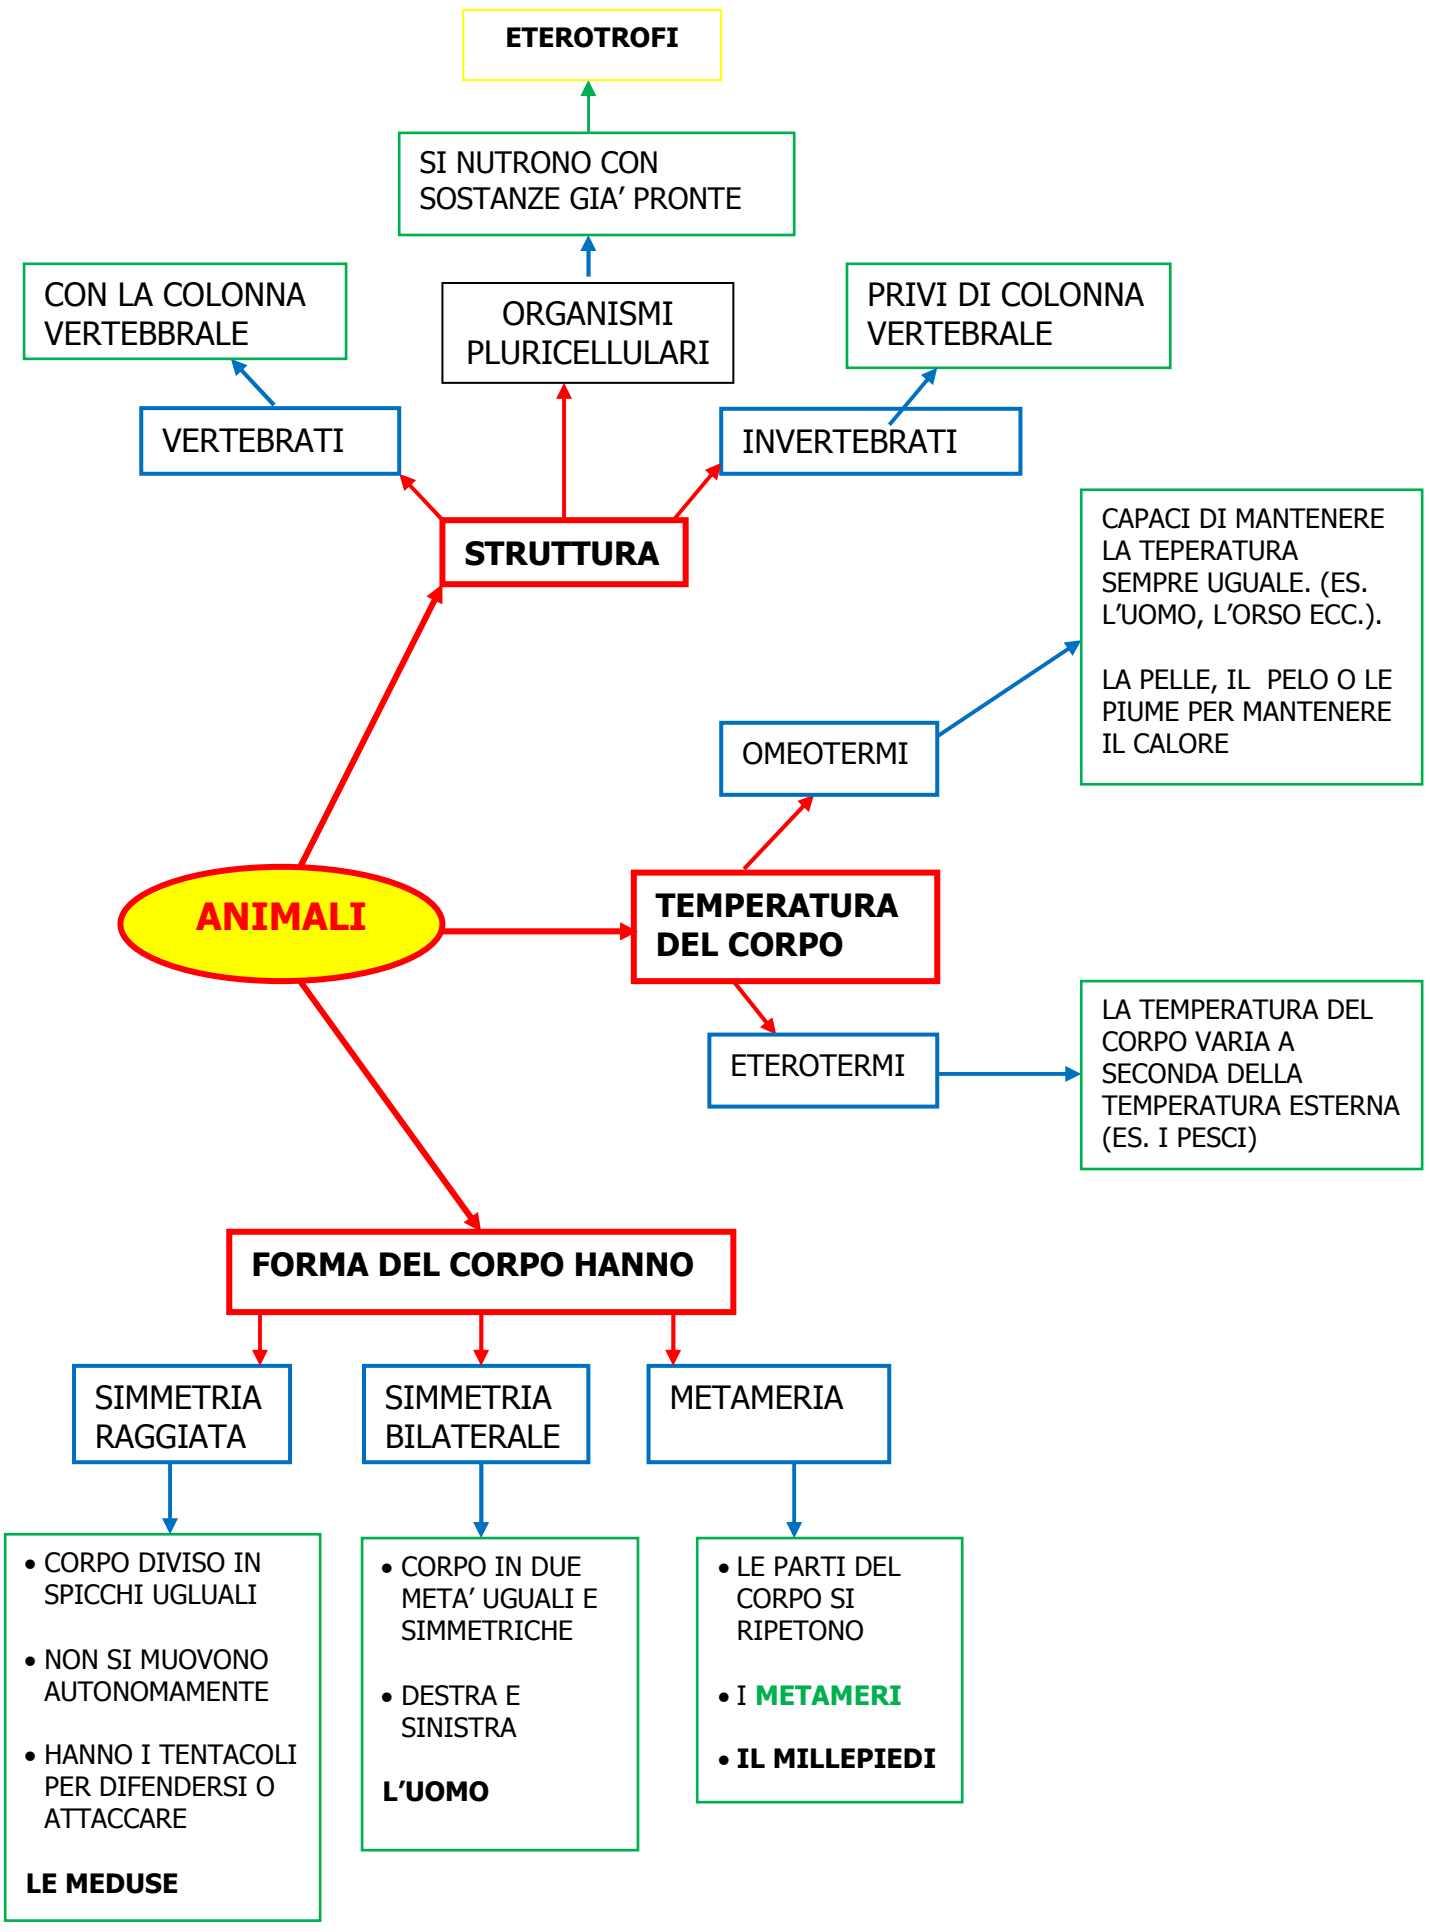 ETEROTROFI
SI NUTRONO CON
SOSTANZE GIA’ PRONTE
CON LA COLONNA
VERTEBBRALE
ORGANISMI
PLURICELLULARI
PRIVI DI COLONNA
VERTEBRALE
VERTEBRATI
INVERTEBRATI
STRUTTURA
CAPACI DI MANTENERE
LA TEPERATURA
SEMPRE UGUALE. (ES.
L’UOMO, L’ORSO ECC.).
LA PELLE, IL PELO O LE
PIUME PER MANTENERE
IL CALORE
OMEOTERMI
ANIMALI
TEMPERATURA
DEL CORPO
ETEROTERMI
LA TEMPERATURA DEL
CORPO VARIA A
SECONDA DELLA
TEMPERATURA ESTERNA
(ES. I PESCI)
FORMA DEL CORPO HANNO
SIMMETRIA
RAGGIATA
SIMMETRIA
BILATERALE
METAMERIA
• CORPO DIVISO IN
SPICCHI UGLUALI
• NON SI MUOVONO
AUTONOMAMENTE
• HANNO I TENTACOLI
PER DIFENDERSI O
ATTACCARE
LE MEDUSE
• CORPO IN DUE
META’ UGUALI E
SIMMETRICHE
• DESTRA E
SINISTRA
L’UOMO
• LE PARTI DEL
CORPO SI
RIPETONO
• I METAMERI
• IL MILLEPIEDI